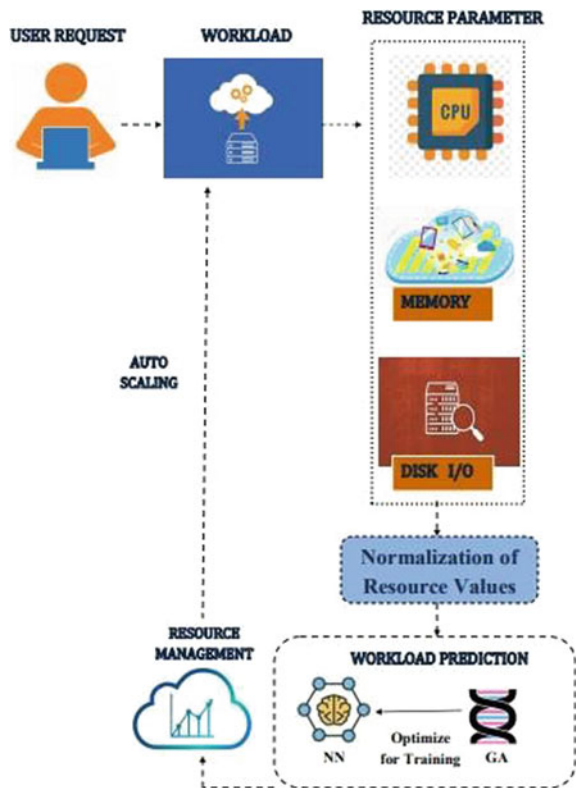 USER REQUEST
WORKLOAD
RESOURCE PARAMETER
CPU
MEMORY
AUTO
SCALING
DISK I/O
Normalization of
Resource Values
RESOURCE
MANAGEMENT
WORKLOAD PREDICTION
NN
Optimize
for Training
GA